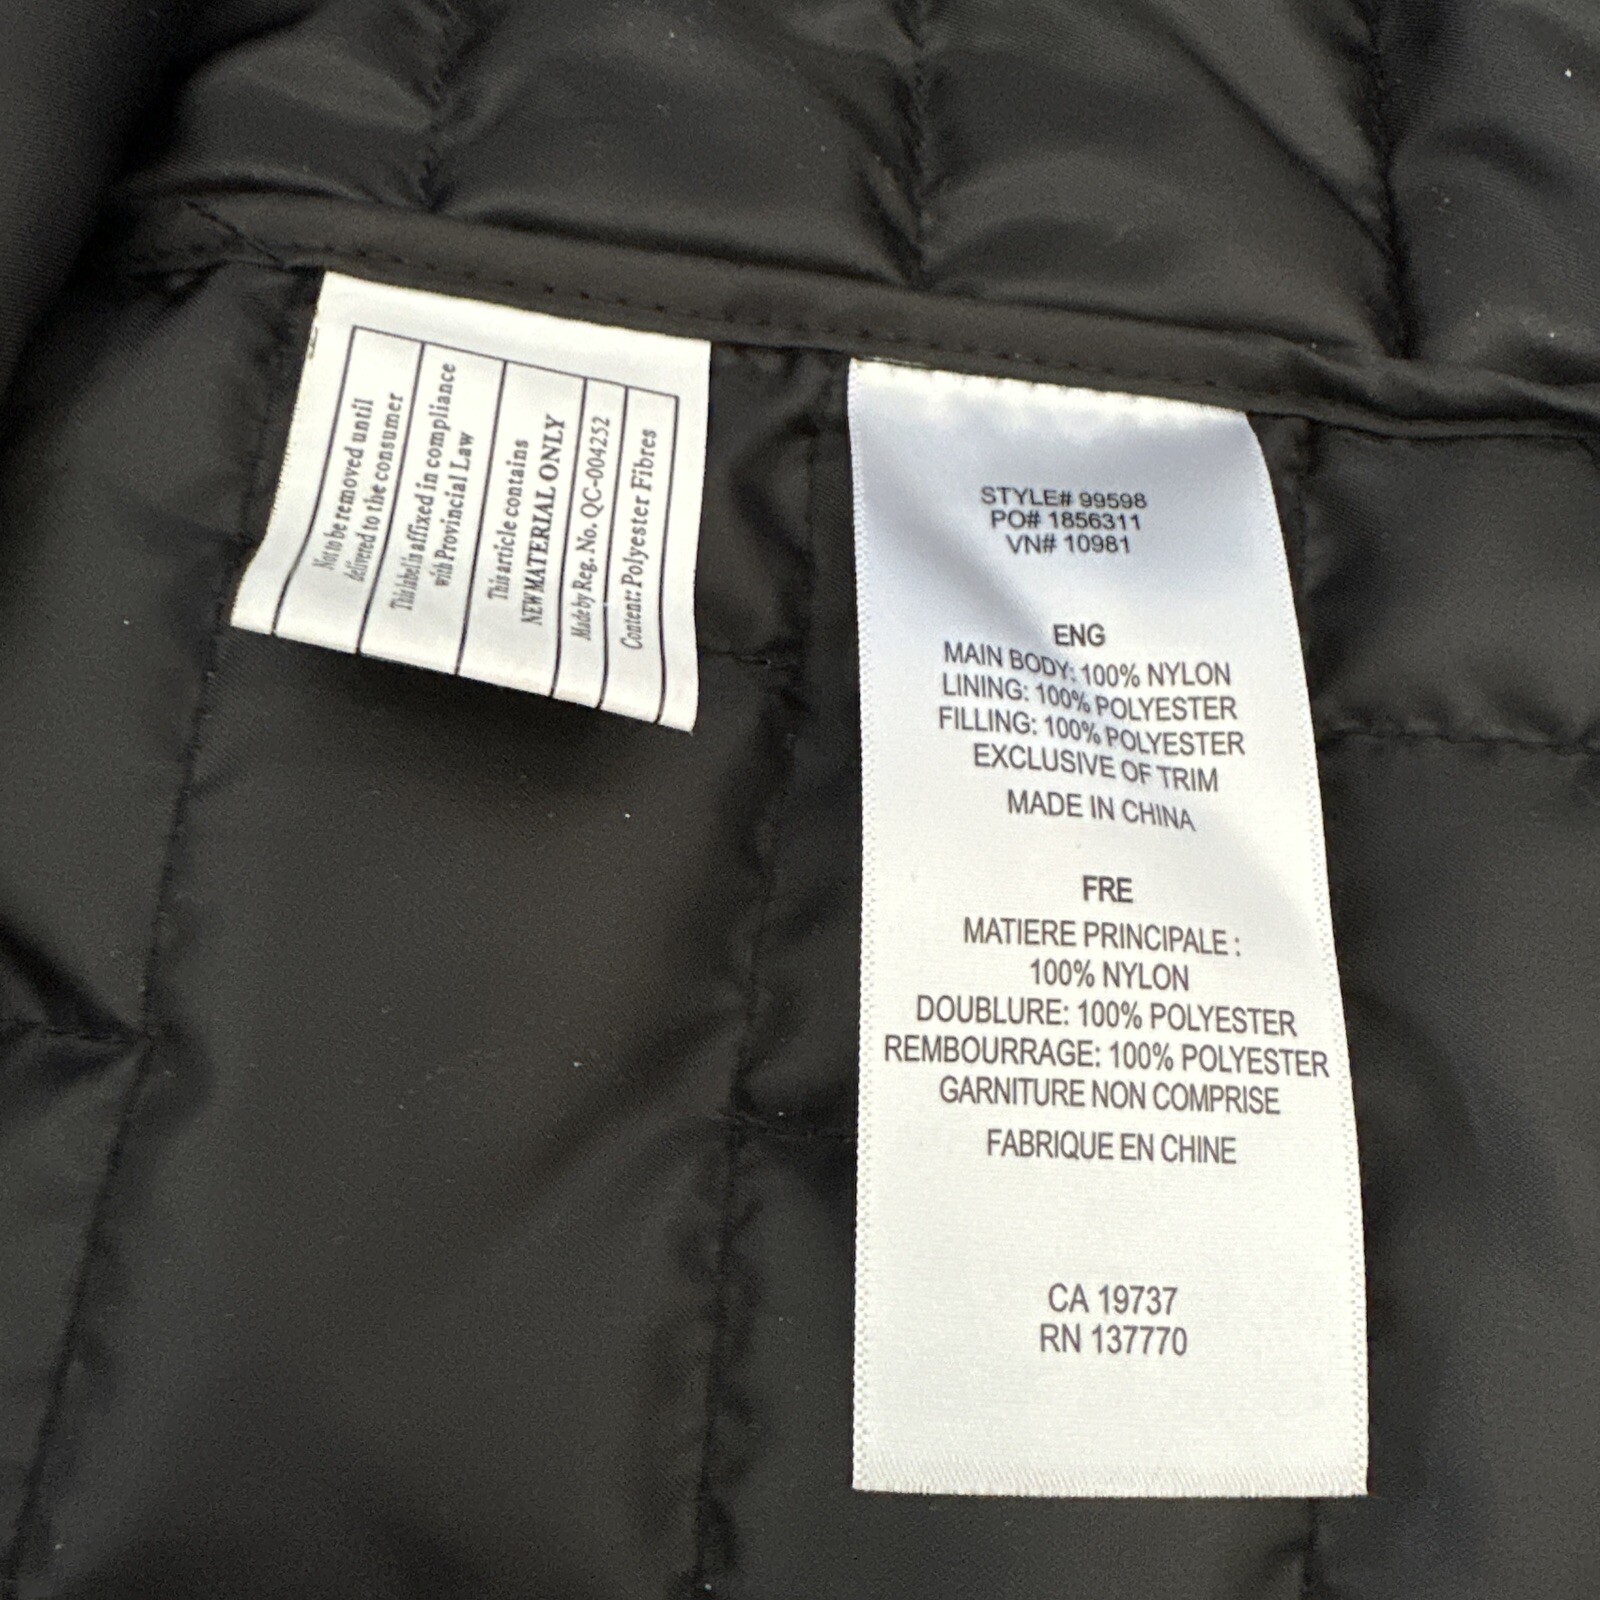 Not to be removed until
delivered to the consumer
This label is affixed in compliance
with Provincial Law
This article contains
NEW MATERIAL ONLY
Made by Reg. No. QC-004252
Content: Polyester Fibres
STYLE# 99598
PO# 1856311
VN# 10981
ENG
MAIN BODY: 100% NYLON
LINING: 100% POLYESTER
FILLING: 100% POLYESTER
EXCLUSIVE OF TRIM
MADE IN CHINA
FRE
MATIERE PRINCIPALE :
100% NYLON
DOUBLURE: 100% POLYESTER
REMBOURRAGE: 100% POLYESTER
GARNITURE NON COMPRISE
FABRIQUE EN CHINE
CA 19737
RN 137770